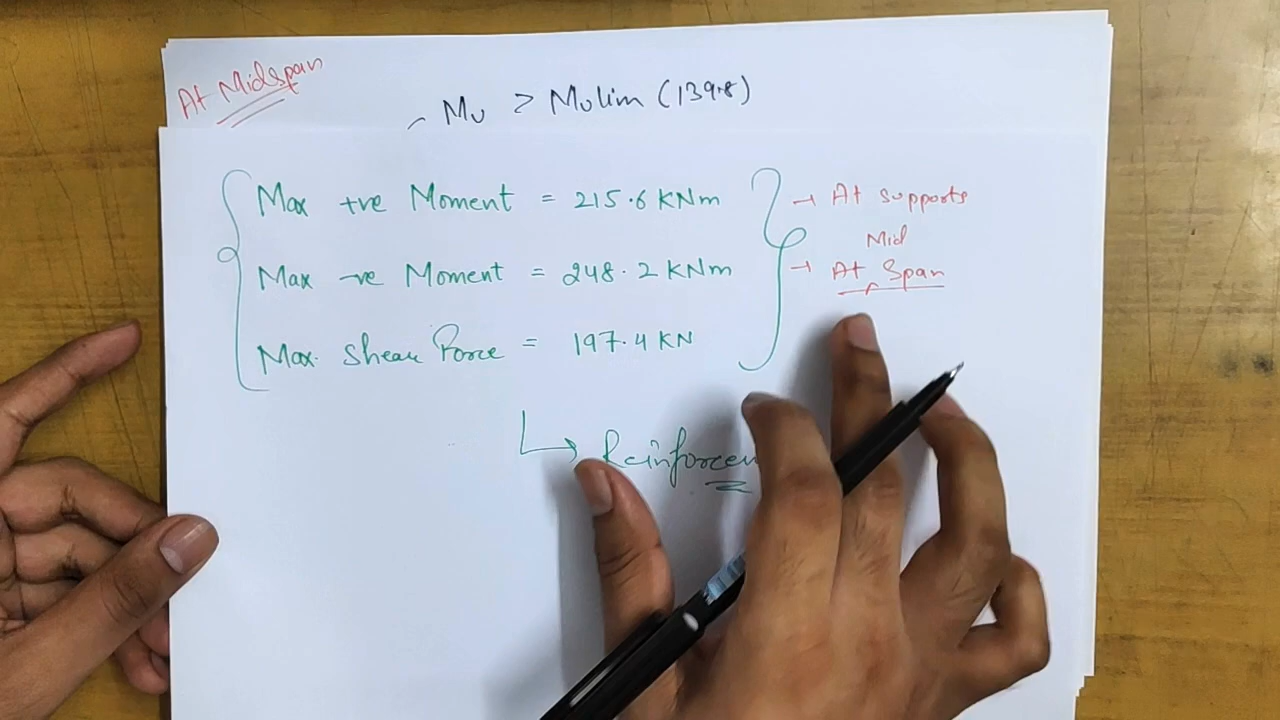 At Midspan
Mu > Mulim (139.8)
Max +ve Moment = 215.6 KNm
→ At supports
Max -ve Moment = 248.2 KNm
Mid
→ At Span
Max. Shear Force = 197.4 KN
↳ Reinforcem